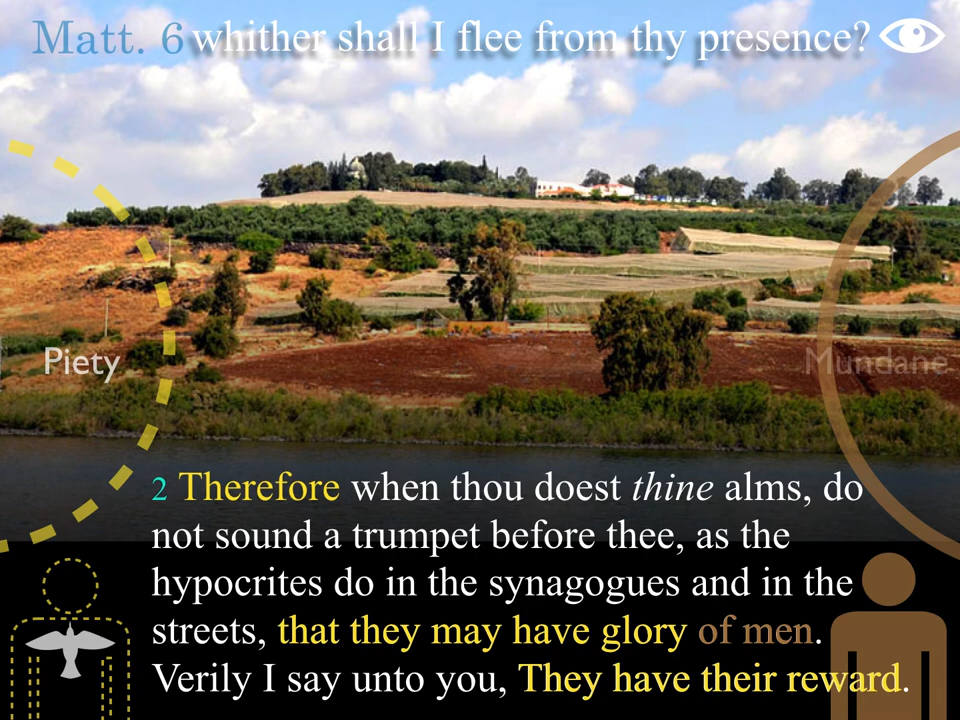 Matt. 6 whither shall I flee from thy presence?
Piety
Mundane
2 Therefore when thou doest thine alms, do
not sound a trumpet before thee, as the
hypocrites do in the synagogues and in the
streets, that they may have glory of men.
Verily I say unto you, They have their reward.